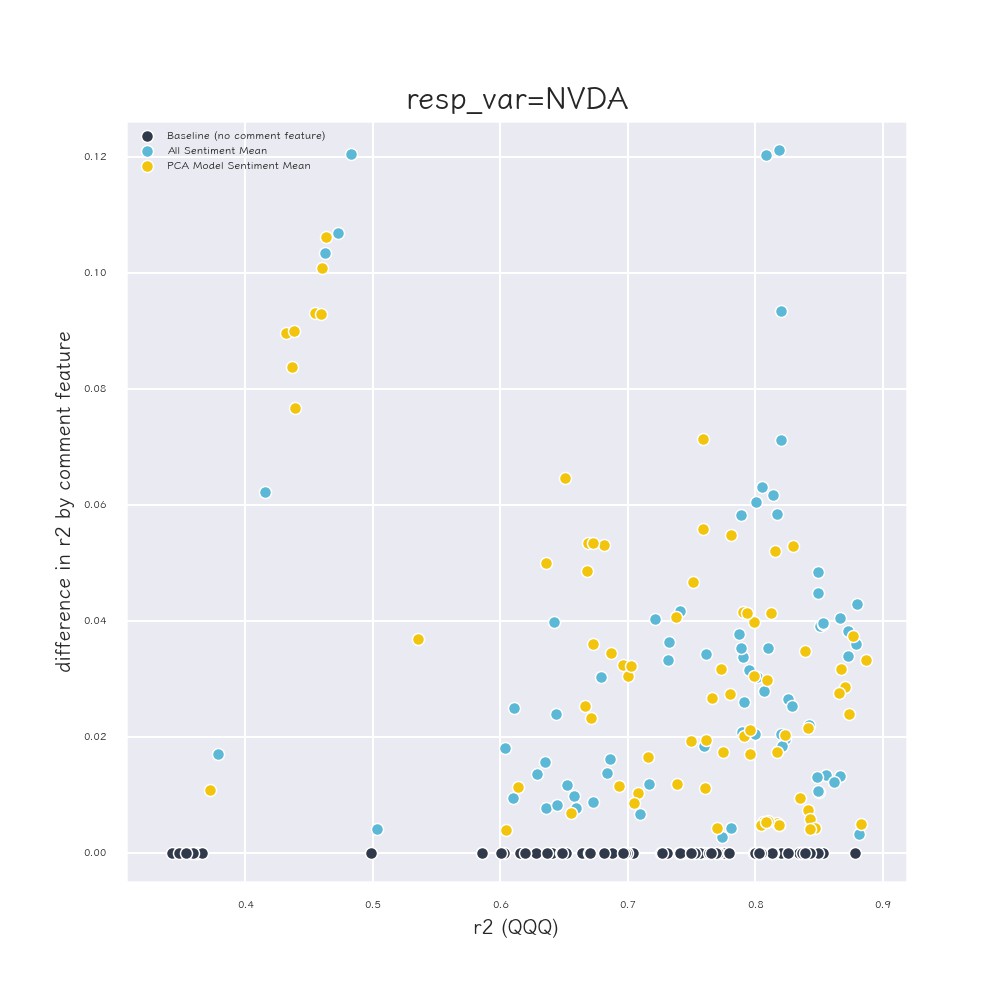 resp_var=NVDA
Baseline (no comment feature)
All Sentiment Mean
PCA Model Sentiment Mean
0.12
0.10
0.08
0.06
0.04
0.02
0.00
difference in r2 by comment feature
0.4 0.5 0.6 0.7 0.8 0.9
r2 (QQQ)